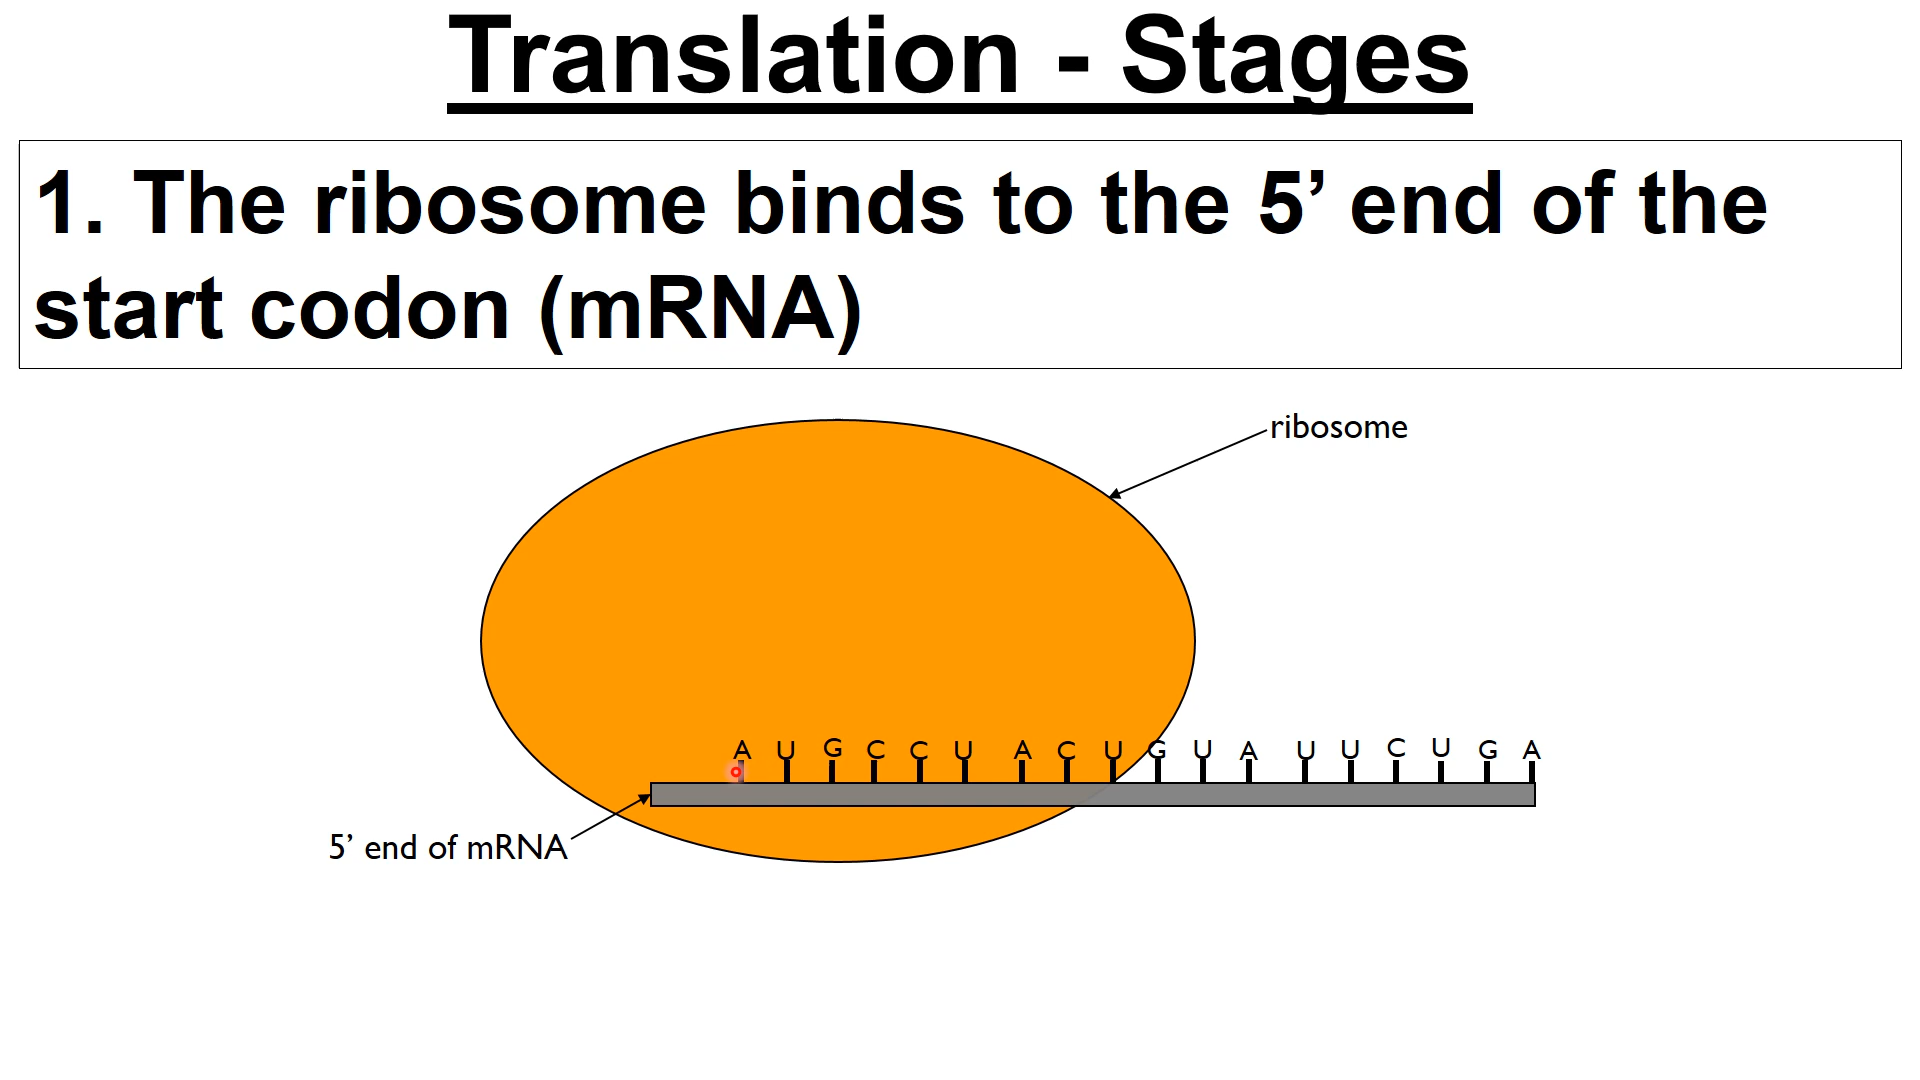 Translation - Stages
1. The ribosome binds to the 5’ end of the
start codon (mRNA)
ribosome
A U G C C U A C U G U A U U C U G A
5’ end of mRNA